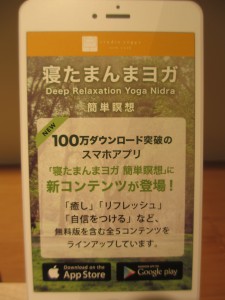 寝たまんまヨガ
Deep Relaxation Yoga Nidra
簡単瞑想
NEW
100万ダウンロード突破の
スマホアプリ
「寝たまんまヨガ 簡単瞑想」に
新コンテンツが登場!
「癒し」「リフレッシュ」
「自信をつける」など、
無料版を含む全5コンテンツを
ラインアップしています。
Download on the
App Store
Google play